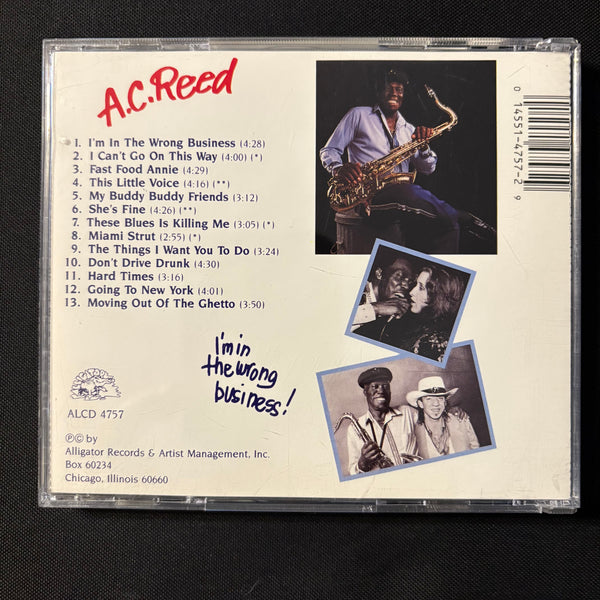 A.C. Reed
1. I'm In The Wrong Business (4:28)
2. I Can't Go On This Way (4:00) (*)
3. Fast Food Annie (4:29)
4. This Little Voice (4:16) (**)
5. My Buddy Buddy Friends (3:12)
6. She's Fine (4:26) (**)
7. These Blues Is Killing Me (3:05) (*)
8. Miami Strut (2:55) (*)
9. The Things I Want You To Do (3:24)
10. Don't Drive Drunk (4:30)
11. Hard Times (3:16)
12. Going To New York (4:01)
13. Moving Out Of The Ghetto (3:50)
I'm in
the wrong
business!
ALCD 4757
ⓅⒸ by
Alligator Records & Artist Management, Inc.
Box 60234
Chicago, Illinois 60660
0 14551-4757-2 9